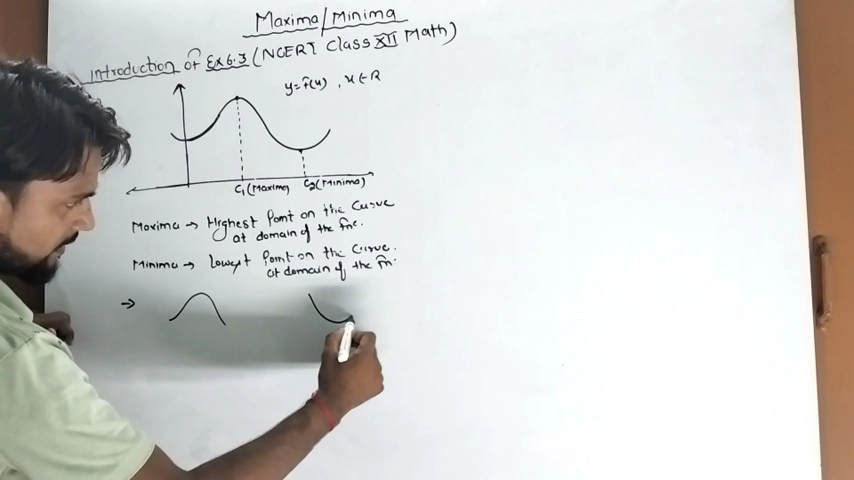 Maxima/Minima
Introduction of Ex 6.3 (NCERT Class XII Math)
y=f(x) , x∈R
C₁(Maxima) C₂(Minima)
Maxima → Highest Point on the Curve
at domain of the fnc.
Minima → Lowest Point on the Curve.
at domain of the fn.
→